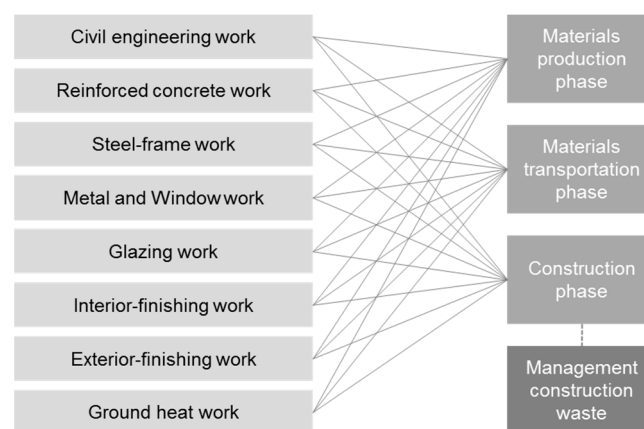 Civil engineering work
Reinforced concrete work
Steel-frame work
Metal and Window work
Glazing work
Interior-finishing work
Exterior-finishing work
Ground heat work
Materials
production
phase
Materials
transportation
phase
Construction
phase
Management
construction
waste